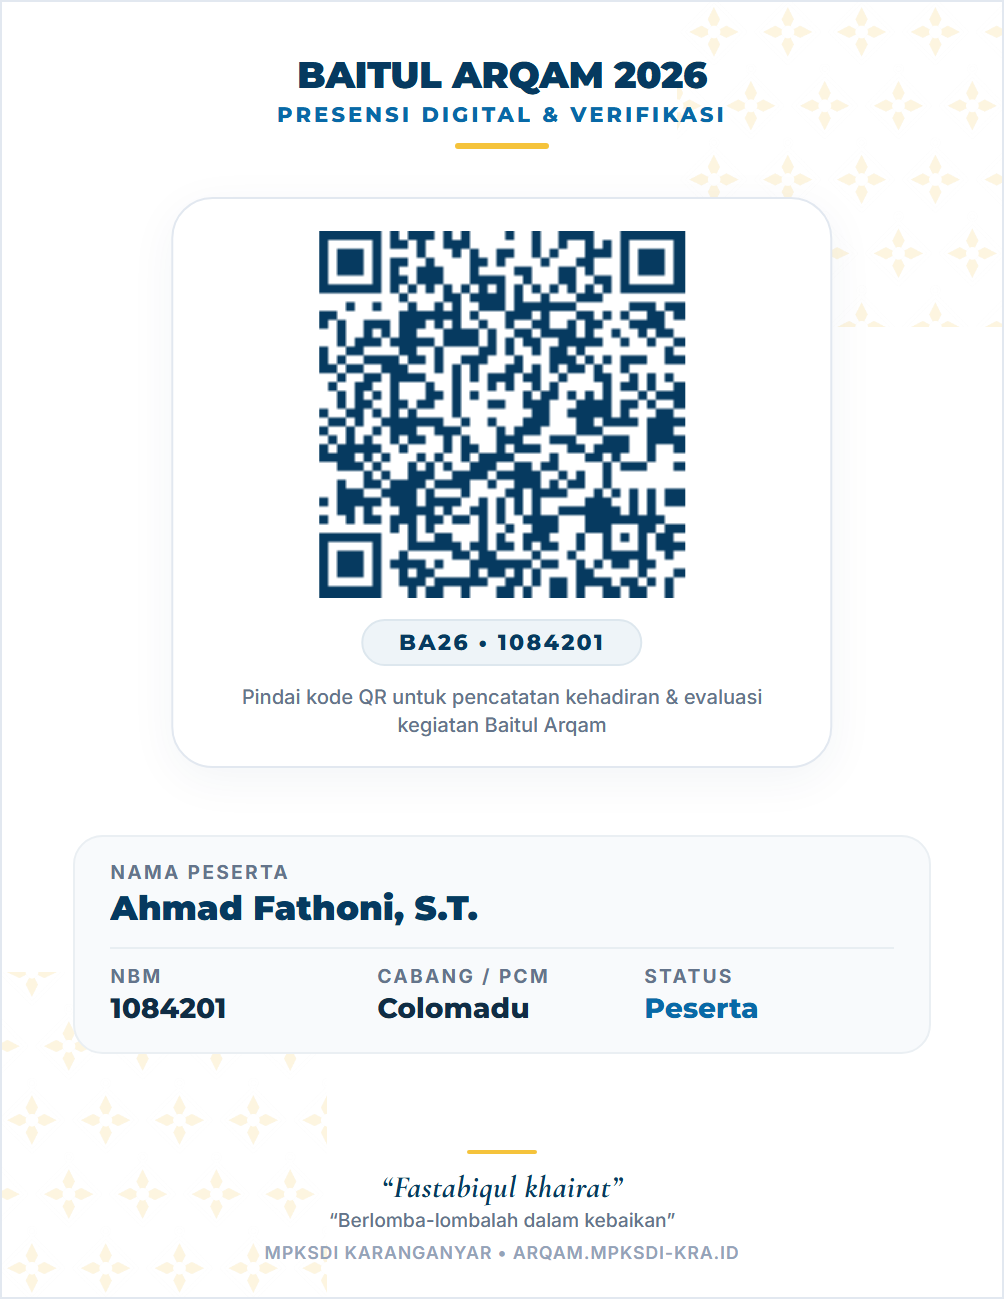 BAITUL ARQAM 2026
PRESENSI DIGITAL & VERIFIKASI
BA26 • 1084201
Pindai kode QR untuk pencatatan kehadiran & evaluasi
kegiatan Baitul Arqam
NAMA PESERTA
Ahmad Fathoni, S.T.
NBM
1084201
CABANG / PCM
Colomadu
STATUS
Peserta
“Fastabiqul khairat”
“Berlomba-lombalah dalam kebaikan”
MPKSDI KARANGANYAR • ARQAM.MPKSDI-KRA.ID